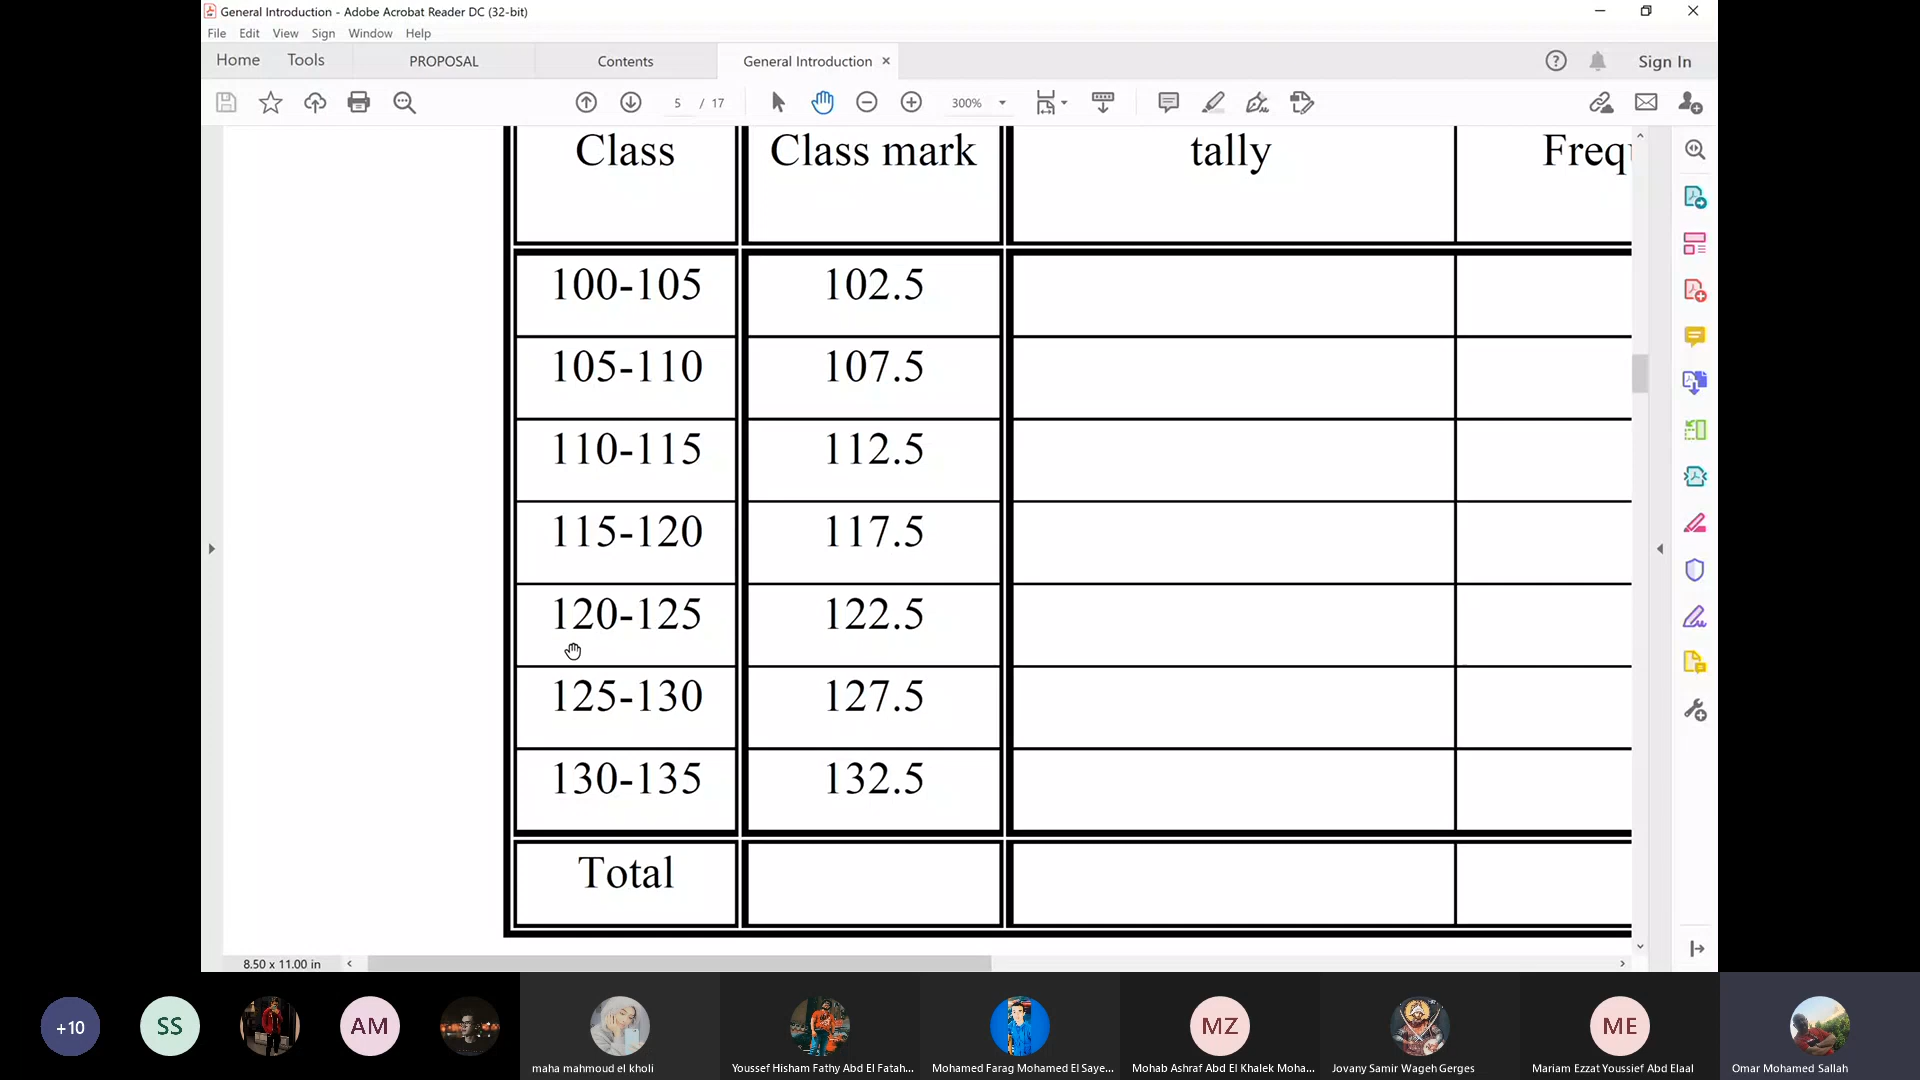 General Introduction - Adobe Acrobat Reader DC (32-bit)
File Edit View Sign Window Help
Home Tools PROPOSAL Contents General Introduction × Sign In
5 / 17 300%
Class Class mark tally Frequ
100-105 102.5
105-110 107.5
110-115 112.5
115-120 117.5
120-125 122.5
125-130 127.5
130-135 132.5
Total
8.50 x 11.00 in
+10 SS AM MZ ME
maha mahmoud el kholi Youssef Hisham Fathy Abd El Fatah... Mohamed Farag Mohamed El Saye... Mohab Ashraf Abd El Khalek Moha... Jovany Samir Wageh Gerges Mariam Ezzat Youssief Abd Elaal Omar Mohamed Sallah